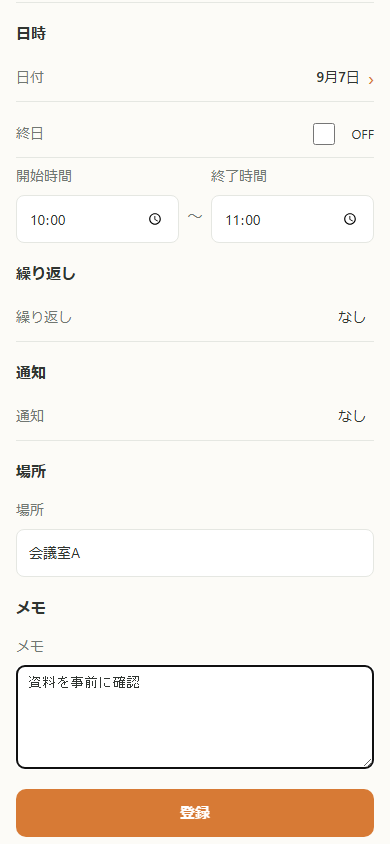 日時
日付 9月7日 ›
終日 OFF
開始時間 終了時間
10:00 〜 11:00
繰り返し
繰り返し なし
通知
通知 なし
場所
場所
会議室A
メモ
メモ
資料を事前に確認
登録